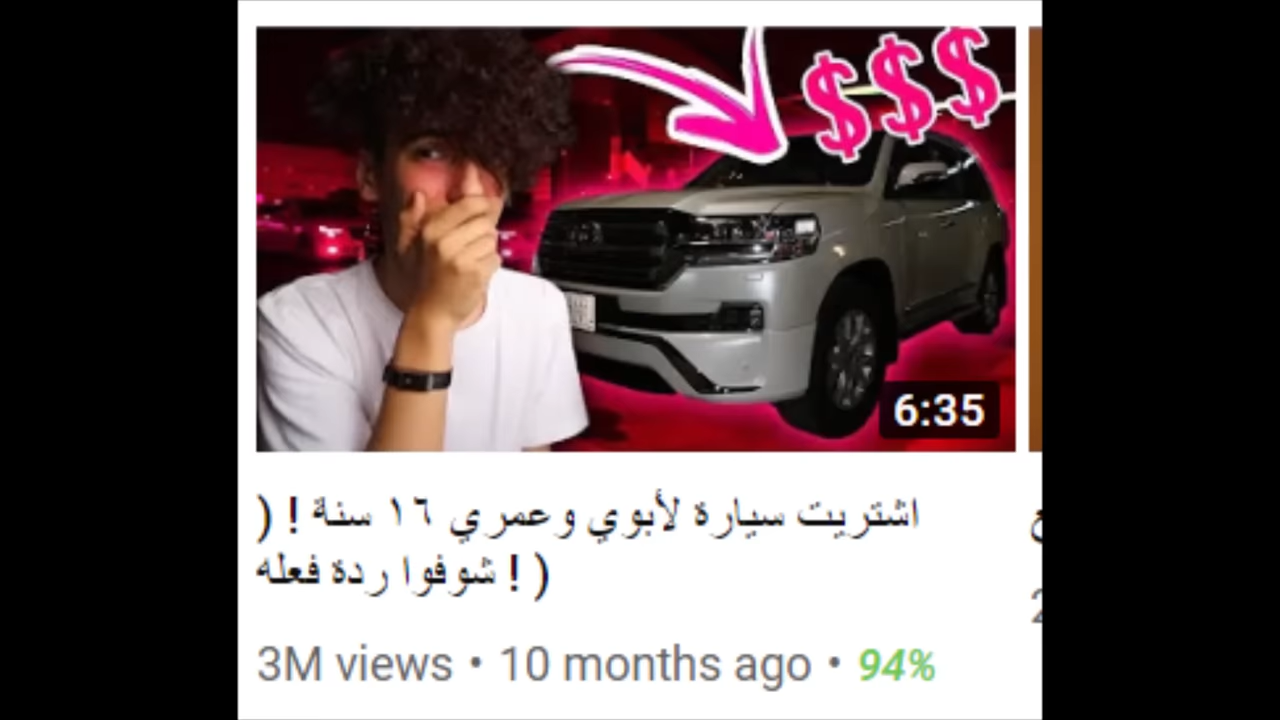 $$$
6:35
اشتريت سيارة لأبوي وعمري ١٦ سنة ! (
شوفوا ردة فعله ! )
3M views • 10 months ago • 94%